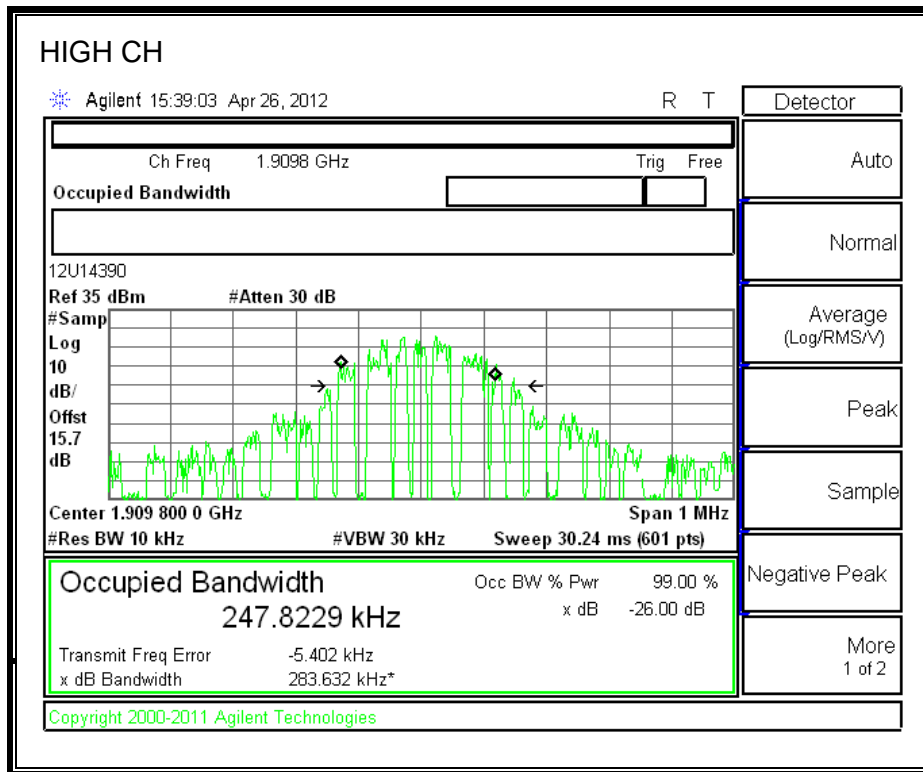 HIGH CH
Agilent 15:39:03 Apr 26, 2012 R T
Detector
Ch Freq 1.9098 GHz Trig Free
Occupied Bandwidth
Auto
Normal
Average
(Log/RMS/V)
Peak
Sample
Negative Peak
More
1 of 2
12U14390
Ref 35 dBm #Atten 30 dB
#Samp
Log
10
dB/
Offst
15.7
dB
Center 1.909 800 0 GHz Span 1 MHz
#Res BW 10 kHz #VBW 30 kHz Sweep 30.24 ms (601 pts)
Occupied Bandwidth Occ BW % Pwr 99.00 %
247.8229 kHz x dB -26.00 dB
Transmit Freq Error -5.402 kHz
x dB Bandwidth 283.632 kHz*
Copyright 2000-2011 Agilent Technologies